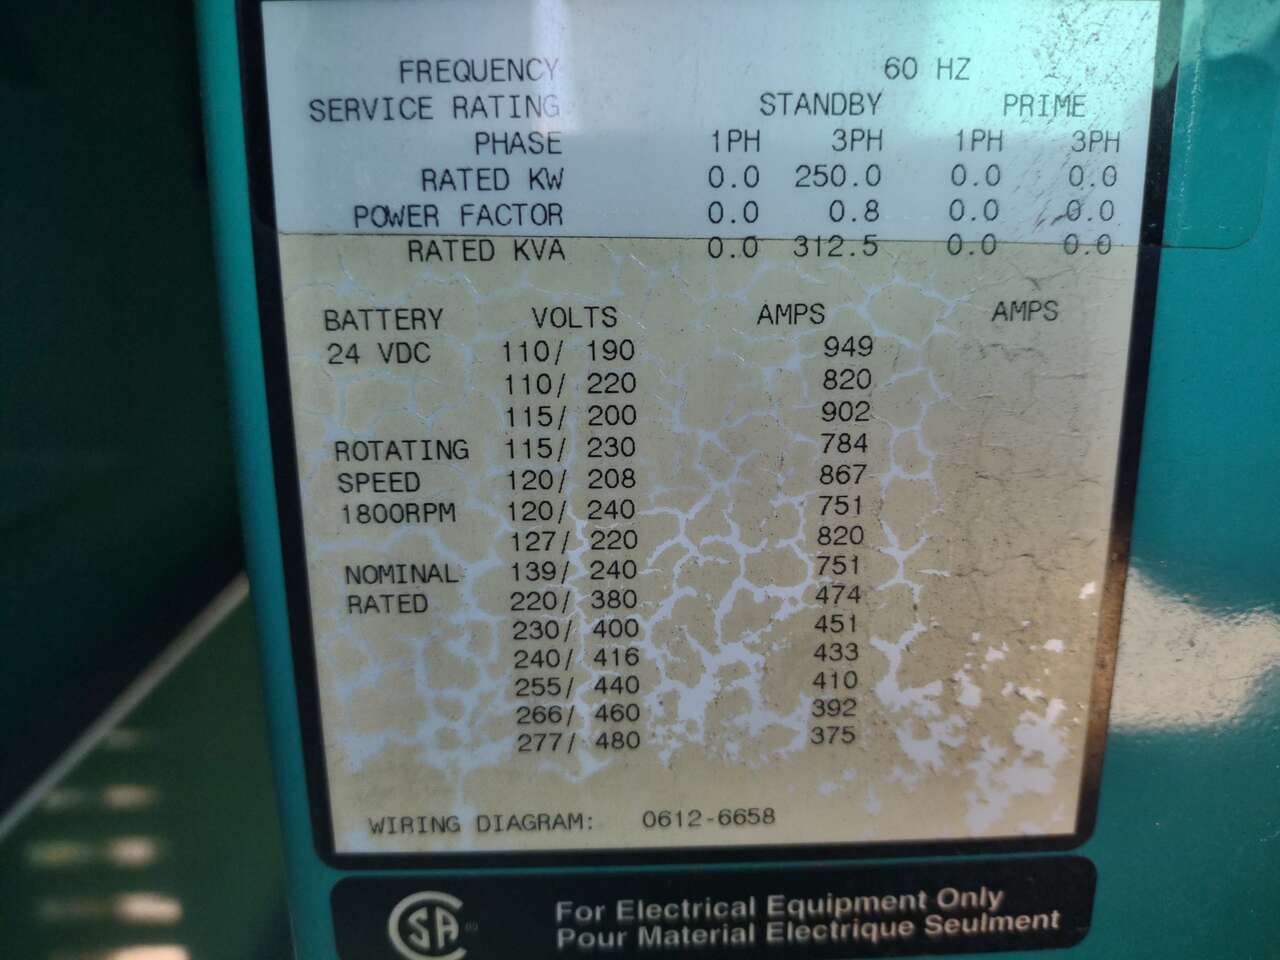 FREQUENCY 60 HZ
SERVICE RATING STANDBY PRIME
PHASE 1PH 3PH 1PH 3PH
RATED KW 0.0 250.0 0.0 0.0
POWER FACTOR 0.0 0.8 0.0 0.0
RATED KVA 0.0 312.5 0.0 0.0
BATTERY VOLTS AMPS AMPS
24 VDC 110/ 190 949
110/ 220 820
115/ 200 902
ROTATING 115/ 230 784
SPEED 120/ 208 867
1800RPM 120/ 240 751
127/ 220 820
NOMINAL 139/ 240 751
RATED 220/ 380 474
230/ 400 451
240/ 416 433
255/ 440 410
266/ 460 392
277/ 480 375
WIRING DIAGRAM: 0612-6658
CSA ®
For Electrical Equipment Only
Pour Material Electrique Seulment